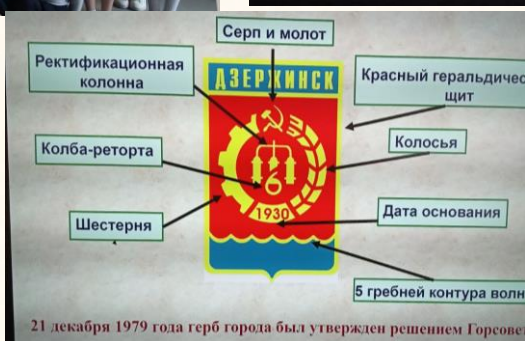 Серп и молот
Ректификационная
колонна
ДЗЕРЖИНСК
Красный геральдичес
щит
Колба-реторта
Колосья
Шестерня
1930
Дата основания
5 гребней контура волн
21 декабря 1979 года герб города был утвержден решением Горсове